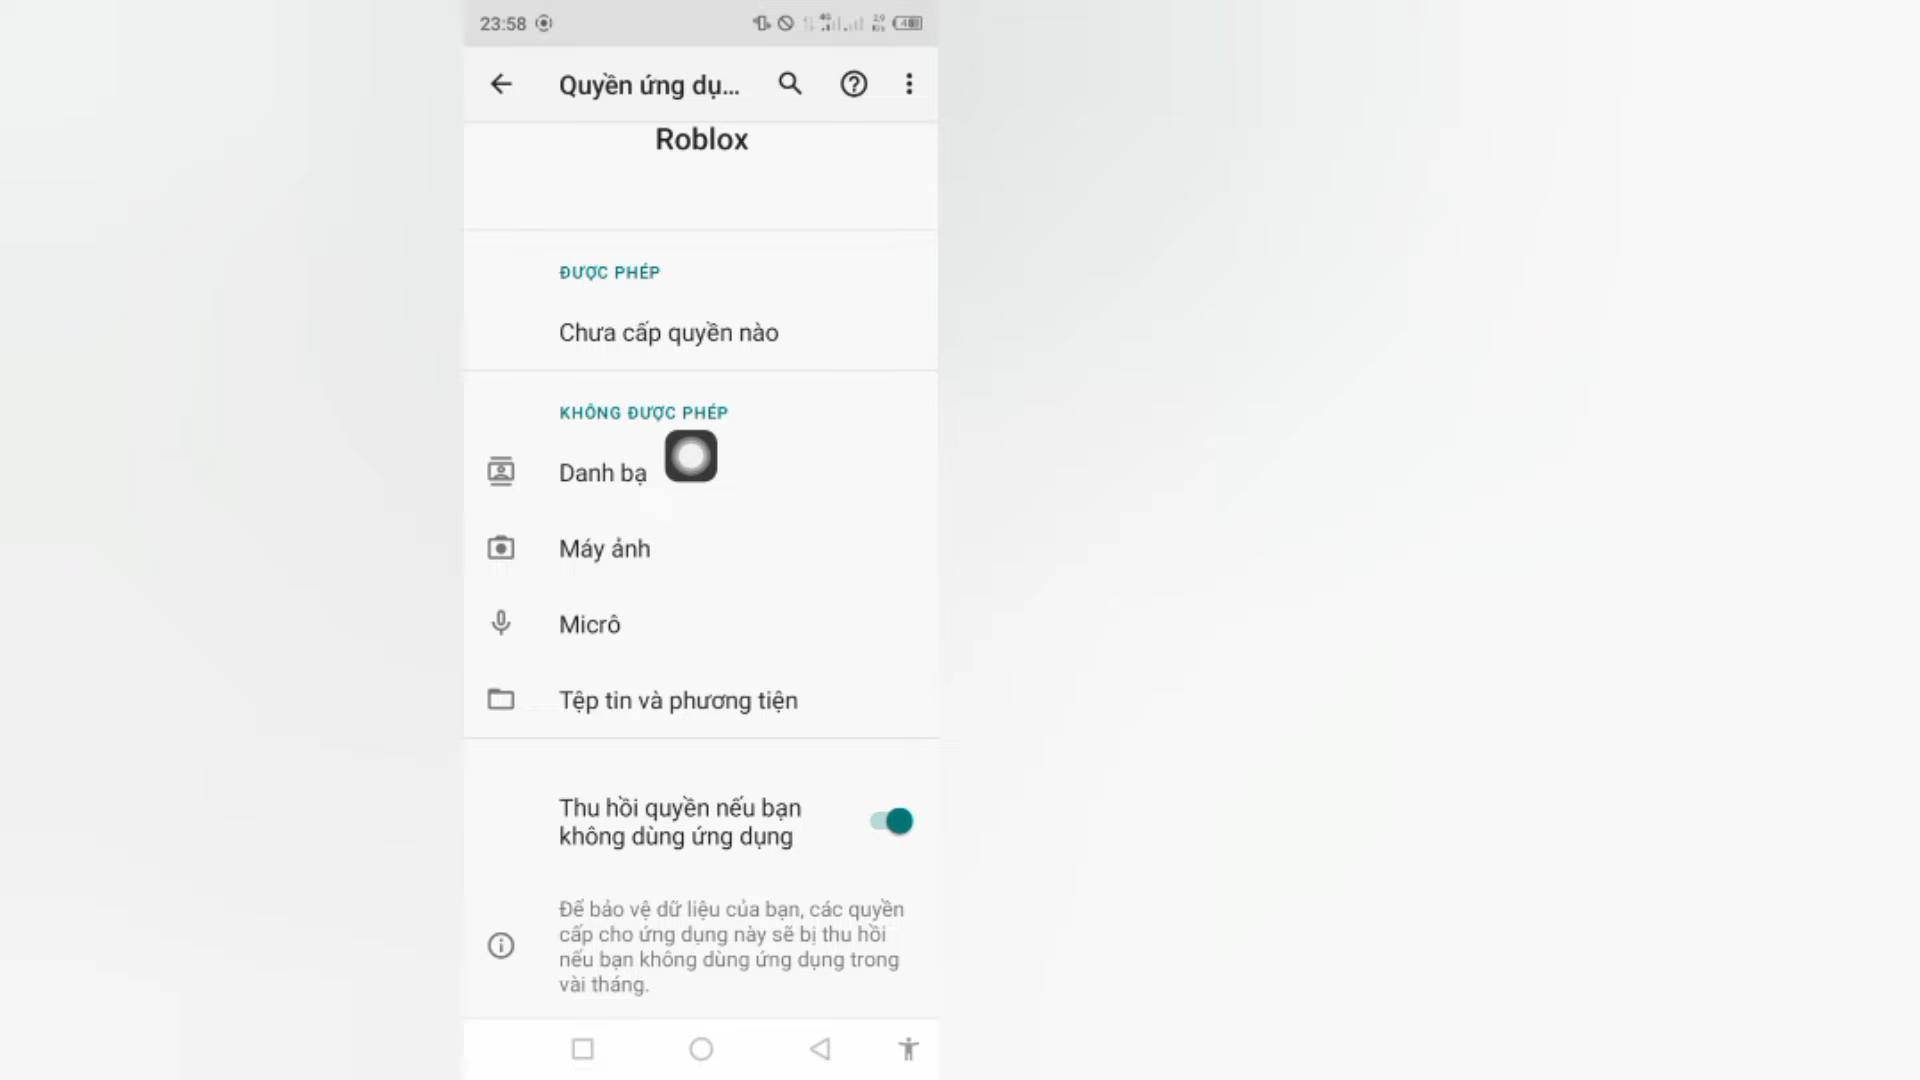 23:58
Quyền ứng dụ...
Roblox
ĐƯỢC PHÉP
Chưa cấp quyền nào
KHÔNG ĐƯỢC PHÉP
Danh bạ
Máy ảnh
Micrô
Tệp tin và phương tiện
Thu hồi quyền nếu bạn
không dùng ứng dụng
Để bảo vệ dữ liệu của bạn, các quyền
cấp cho ứng dụng này sẽ bị thu hồi
nếu bạn không dùng ứng dụng trong
vài tháng.